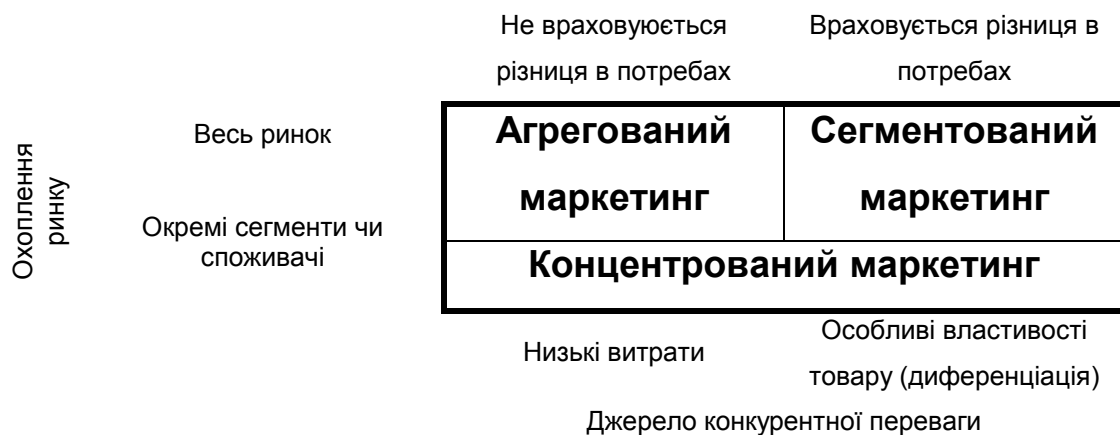 Не враховуюється
різниця в потребах
Враховується різниця в
потребах
Охоплення
ринку
Весь ринок
Агрегований
маркетинг
Сегментований
маркетинг
Окремі сегменти чи
споживачі
Концентрований маркетинг
Низькі витрати
Особливі властивості
товару (диференціація)
Джерело конкурентної переваги